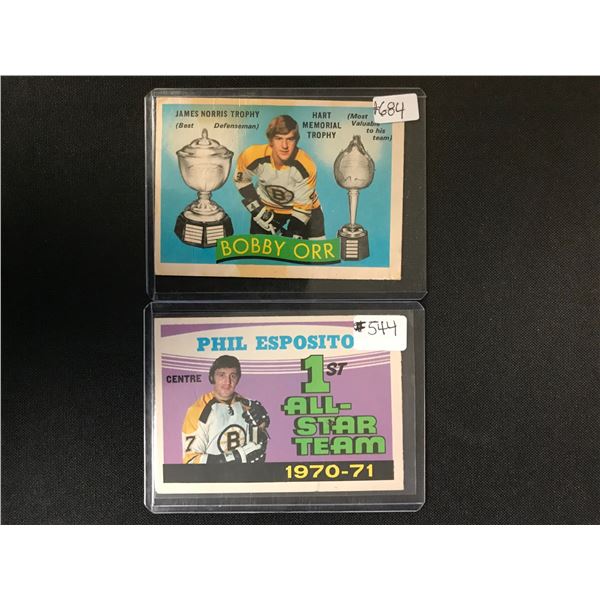 #684
JAMES NORRIS TROPHY
(Best Defenseman)
HART
MEMORIAL
TROPHY
(Most
Valuable
to his
team)
B
BOBBY ORR
#544
PHIL ESPOSITO
CENTRE
1ST
ALL-
STAR
TEAM
7
B
1970-71